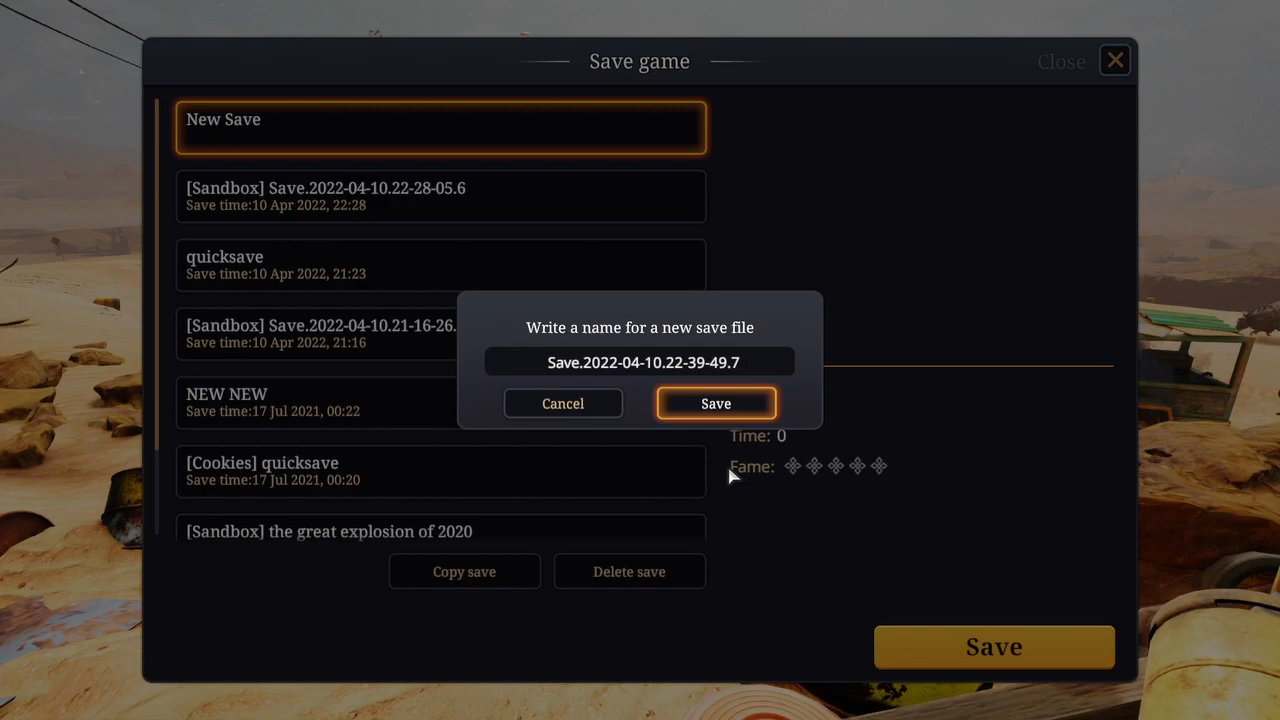 Save game
Close
New Save
[Sandbox] Save.2022-04-10.22-28-05.6
Save time:10 Apr 2022, 22:28
quicksave
Save time:10 Apr 2022, 21:23
[Sandbox] Save.2022-04-10.21-16-26.
Save time:10 Apr 2022, 21:16
NEW NEW
Save time:17 Jul 2021, 00:22
[Cookies] quicksave
Save time:17 Jul 2021, 00:20
[Sandbox] the great explosion of 2020
Write a name for a new save file
Save.2022-04-10.22-39-49.7
Cancel
Save
Time: 0
Fame:
Copy save
Delete save
Save